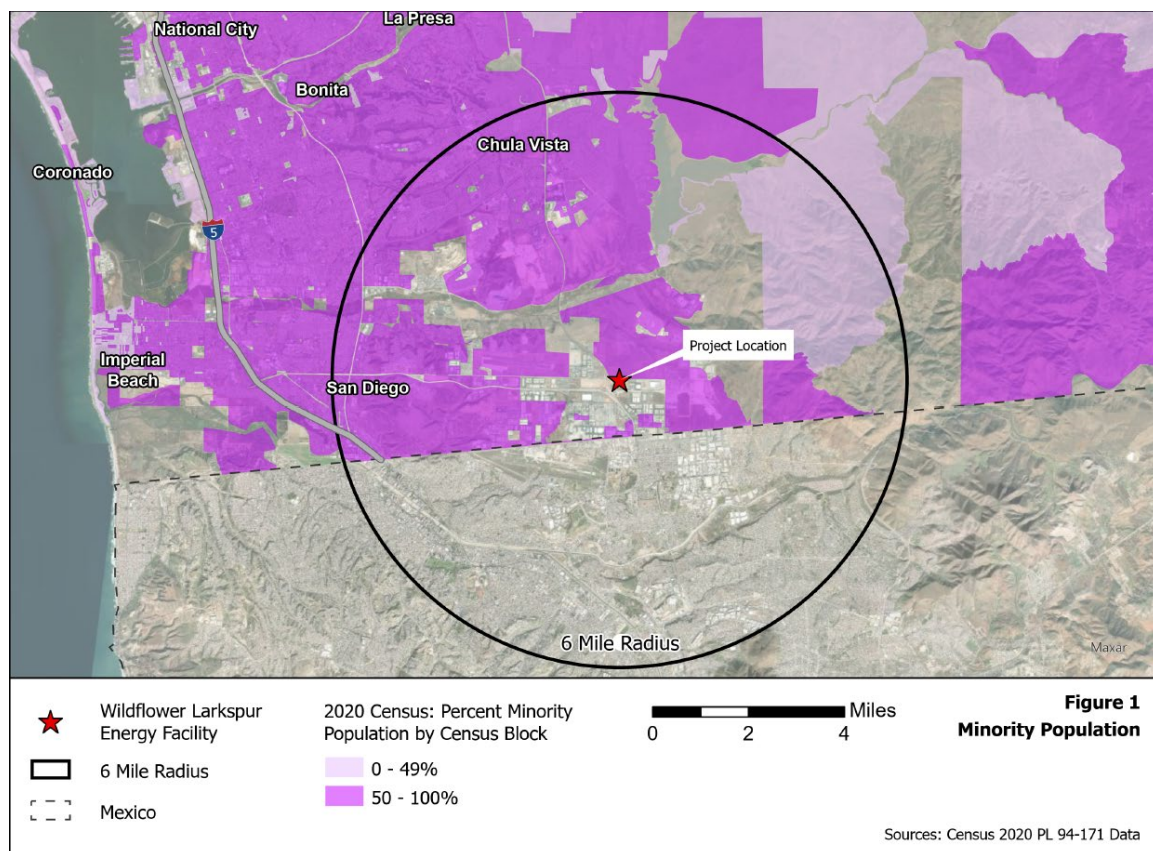 La Presa
National City
Bonita
Chula Vista
Coronado
5
Project Location
Imperial
Beach
San Diego
6 Mile Radius
Maxar
Wildflower Larkspur
Energy Facility
6 Mile Radius
Mexico
2020 Census: Percent Minority
Population by Census Block
0 - 49%
50 - 100%
Miles
0 2 4
Figure 1
Minority Population
Sources: Census 2020 PL 94-171 Data